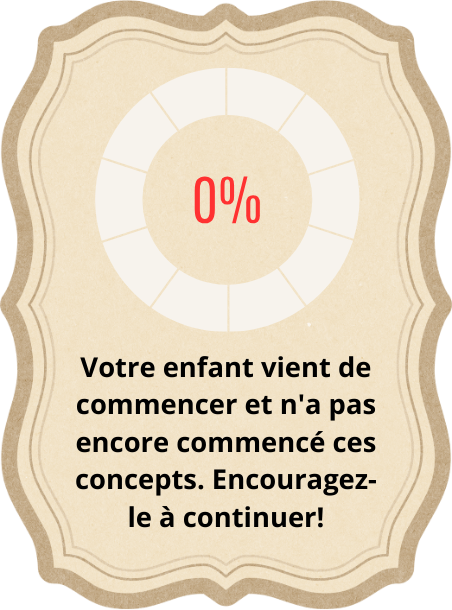 0%
Votre enfant vient de
commencer et n'a pas
encore commencé ces
concepts. Encouragez-
le à continuer!